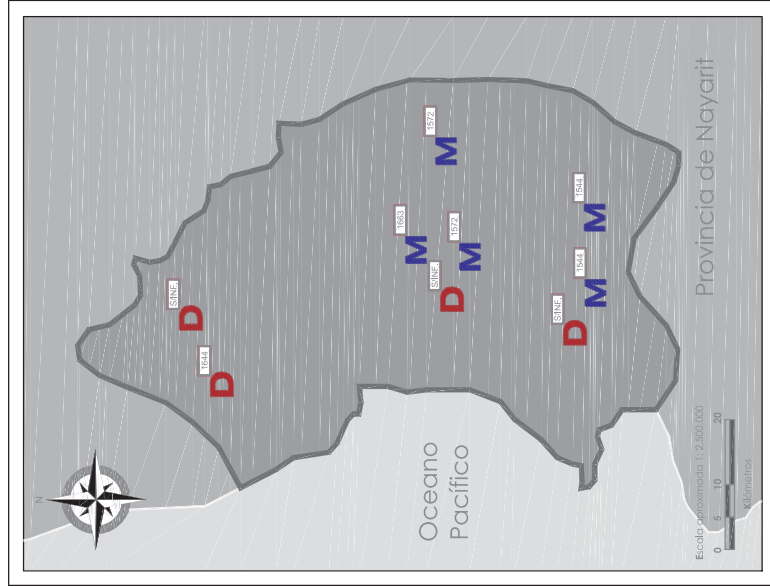 N
S/INF.
D
1644
D
1663
M
1572
M
S/INF.
D
1572
M
Oceano
Pacífico
S/INF.
D
1544
M
1544
M
Provincia de Nayarit
Escala aproximada 1: 2:500,000
0 5 10 20
Kilómetros